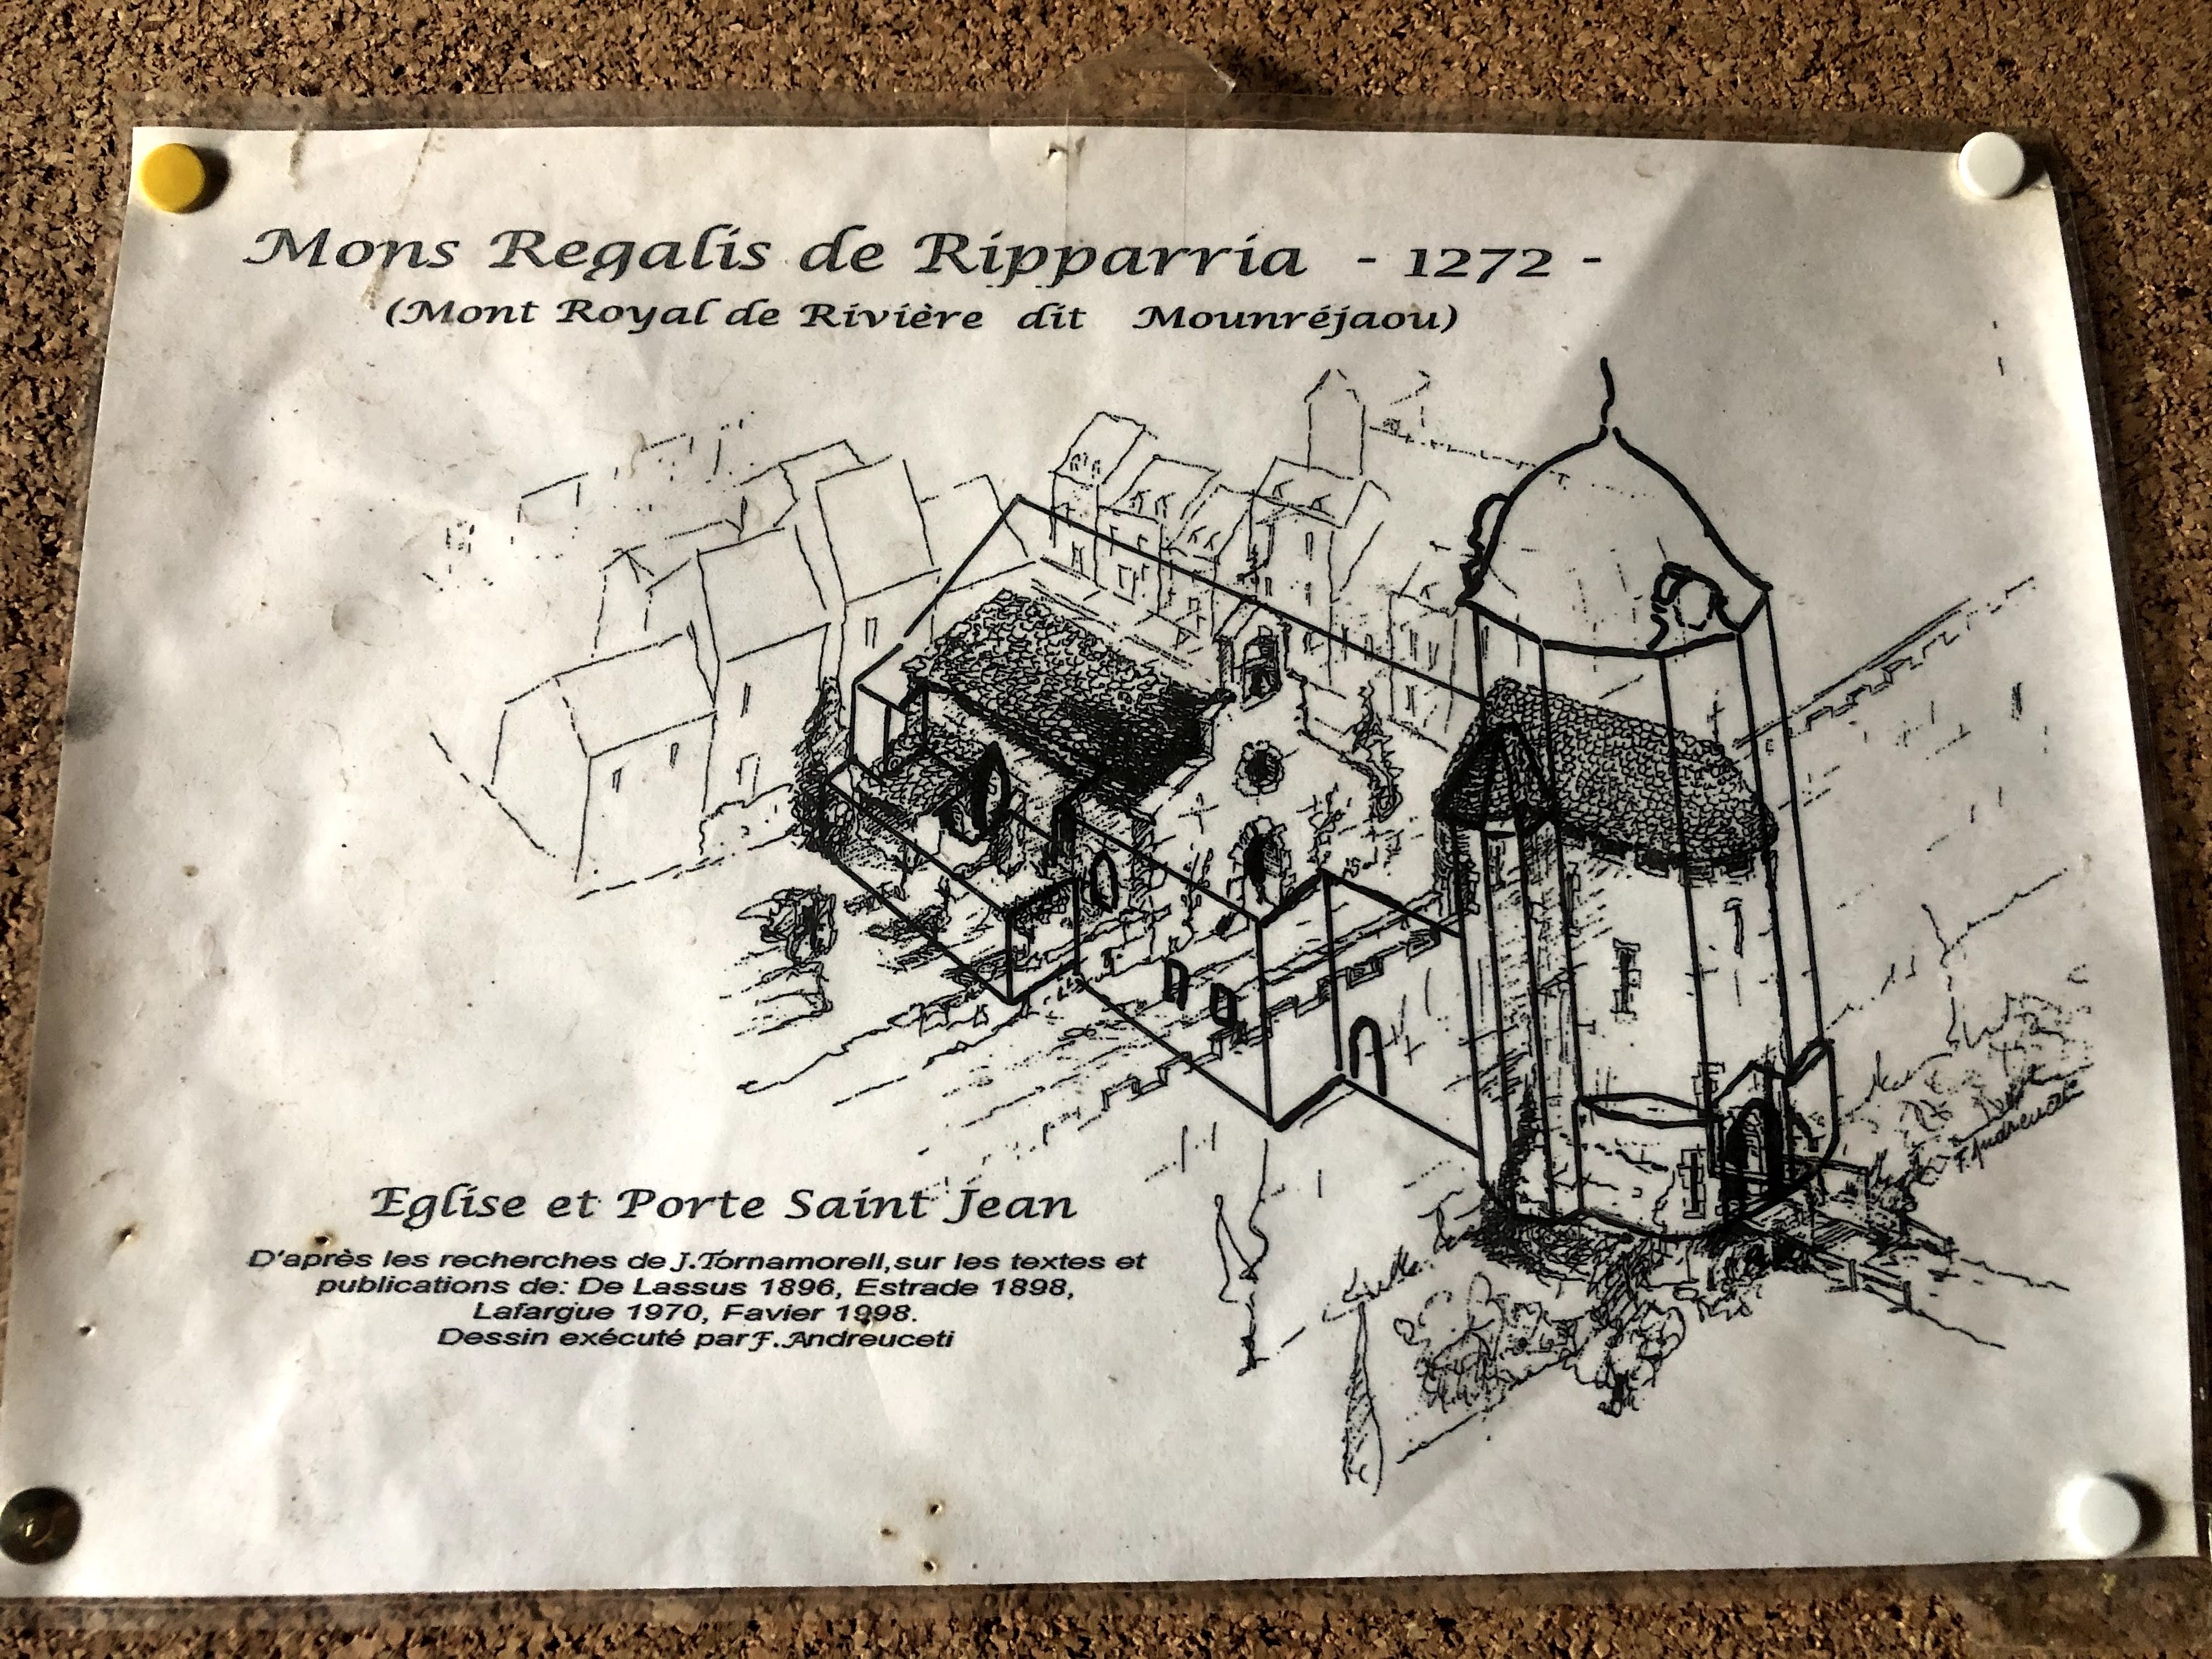 Mons Regalis de Ripparria - 1272 -
(Mont Royal de Rivière dit Mounréjaou)
F. Andreuceti
Eglise et Porte Saint Jean
D'après les recherches de J.Tornamorell,sur les textes et
publications de: De Lassus 1896, Estrade 1898,
Lafargue 1970, Favier 1998.
Dessin exécuté par F.Andreuceti